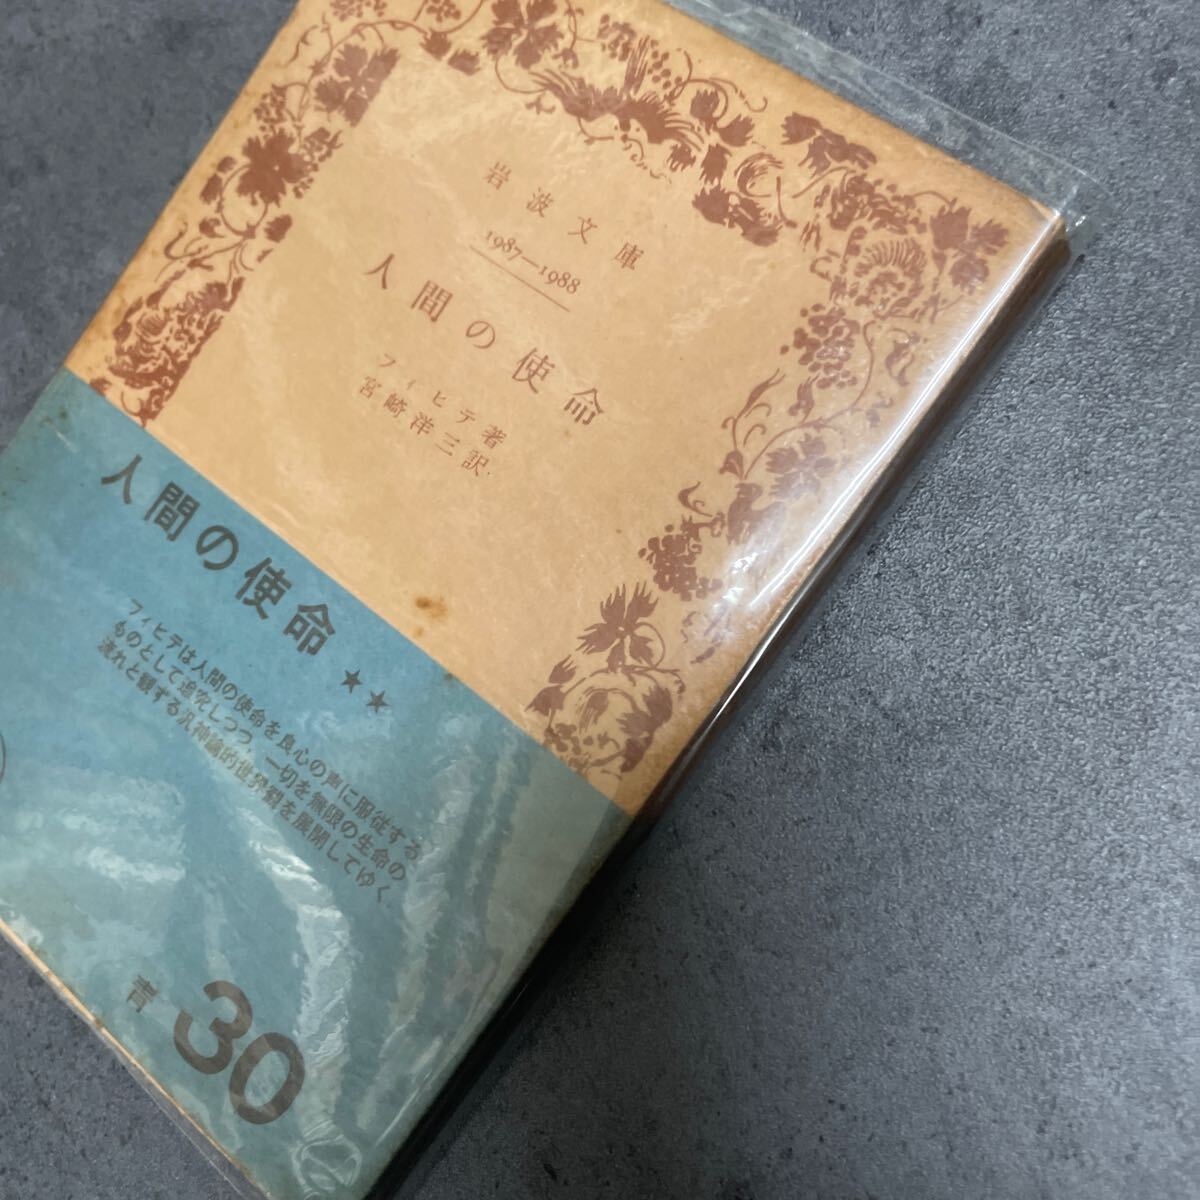 岩波文庫
1987—1988
人間の使命
フィヒテ著
宮崎洋三訳
人間の使命 ★★
フィヒテは人間の使命を良心の声に服従する
ものとして追究しつつ、一切を無限の生命の
流れと観ずる汎神論的世界観を展開してゆく
青 30